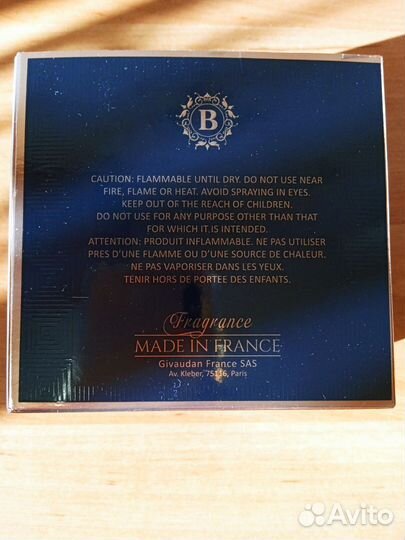 B
CAUTION: FLAMMABLE UNTIL DRY. DO NOT USE NEAR
FIRE, FLAME OR HEAT. AVOID SPRAYING IN EYES.
KEEP OUT OF THE REACH OF CHILDREN.
DO NOT USE FOR ANY PURPOSE OTHER THAN THAT
FOR WHICH IT IS INTENDED.
ATTENTION: PRODUIT INFLAMMABLE. NE PAS UTILISER
PRES D'UNE FLAMME OU D'UNE SOURCE DE CHALEUR.
NE PAS VAPORISER DANS LES YEUX.
TENIR HORS DE PORTEE DES ENFANTS.
Fragrance
MADE IN FRANCE
Givaudan France SAS
Av. Kleber, 75116, Paris
Avito